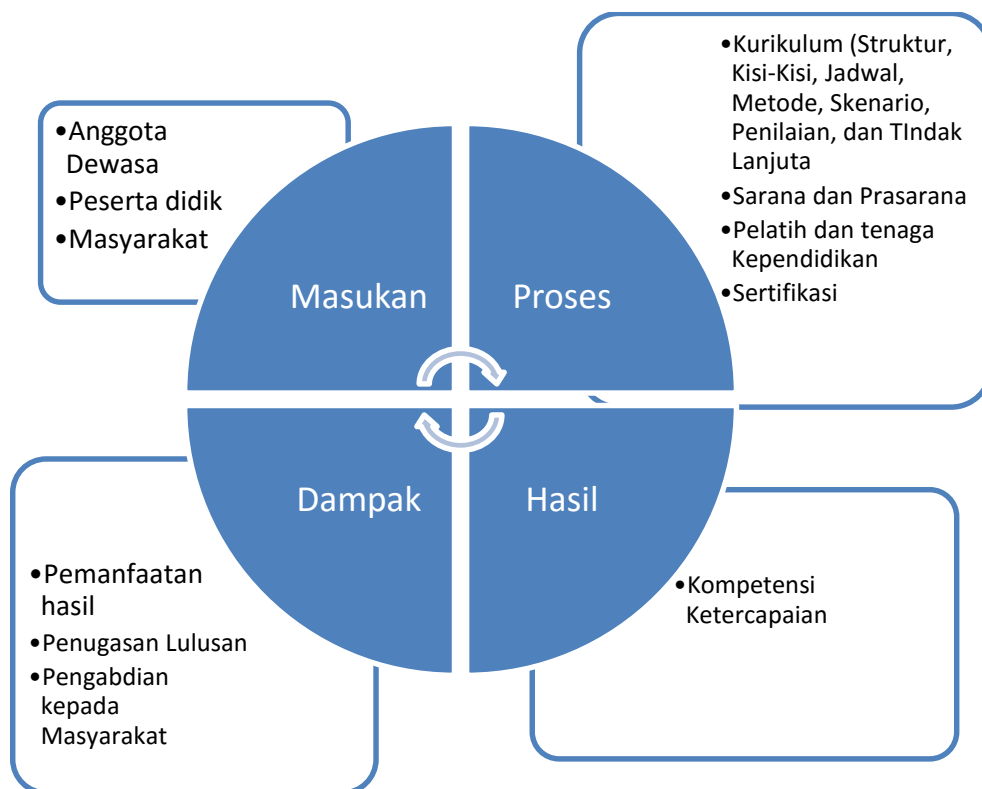 •Anggota
Dewasa
•Peserta didik
•Masyarakat
Masukan
•Kurikulum (Struktur,
Kisi-Kisi, Jadwal,
Metode, Skenario,
Penilaian, dan TIndak
Lanjuta
•Sarana dan Prasarana
•Pelatih dan tenaga
Kependidikan
•Sertifikasi
Proses
Dampak
•Pemanfaatan
hasil
•Penugasan Lulusan
•Pengabdian
kepada
Masyarakat
Hasil
•Kompetensi
Ketercapaian